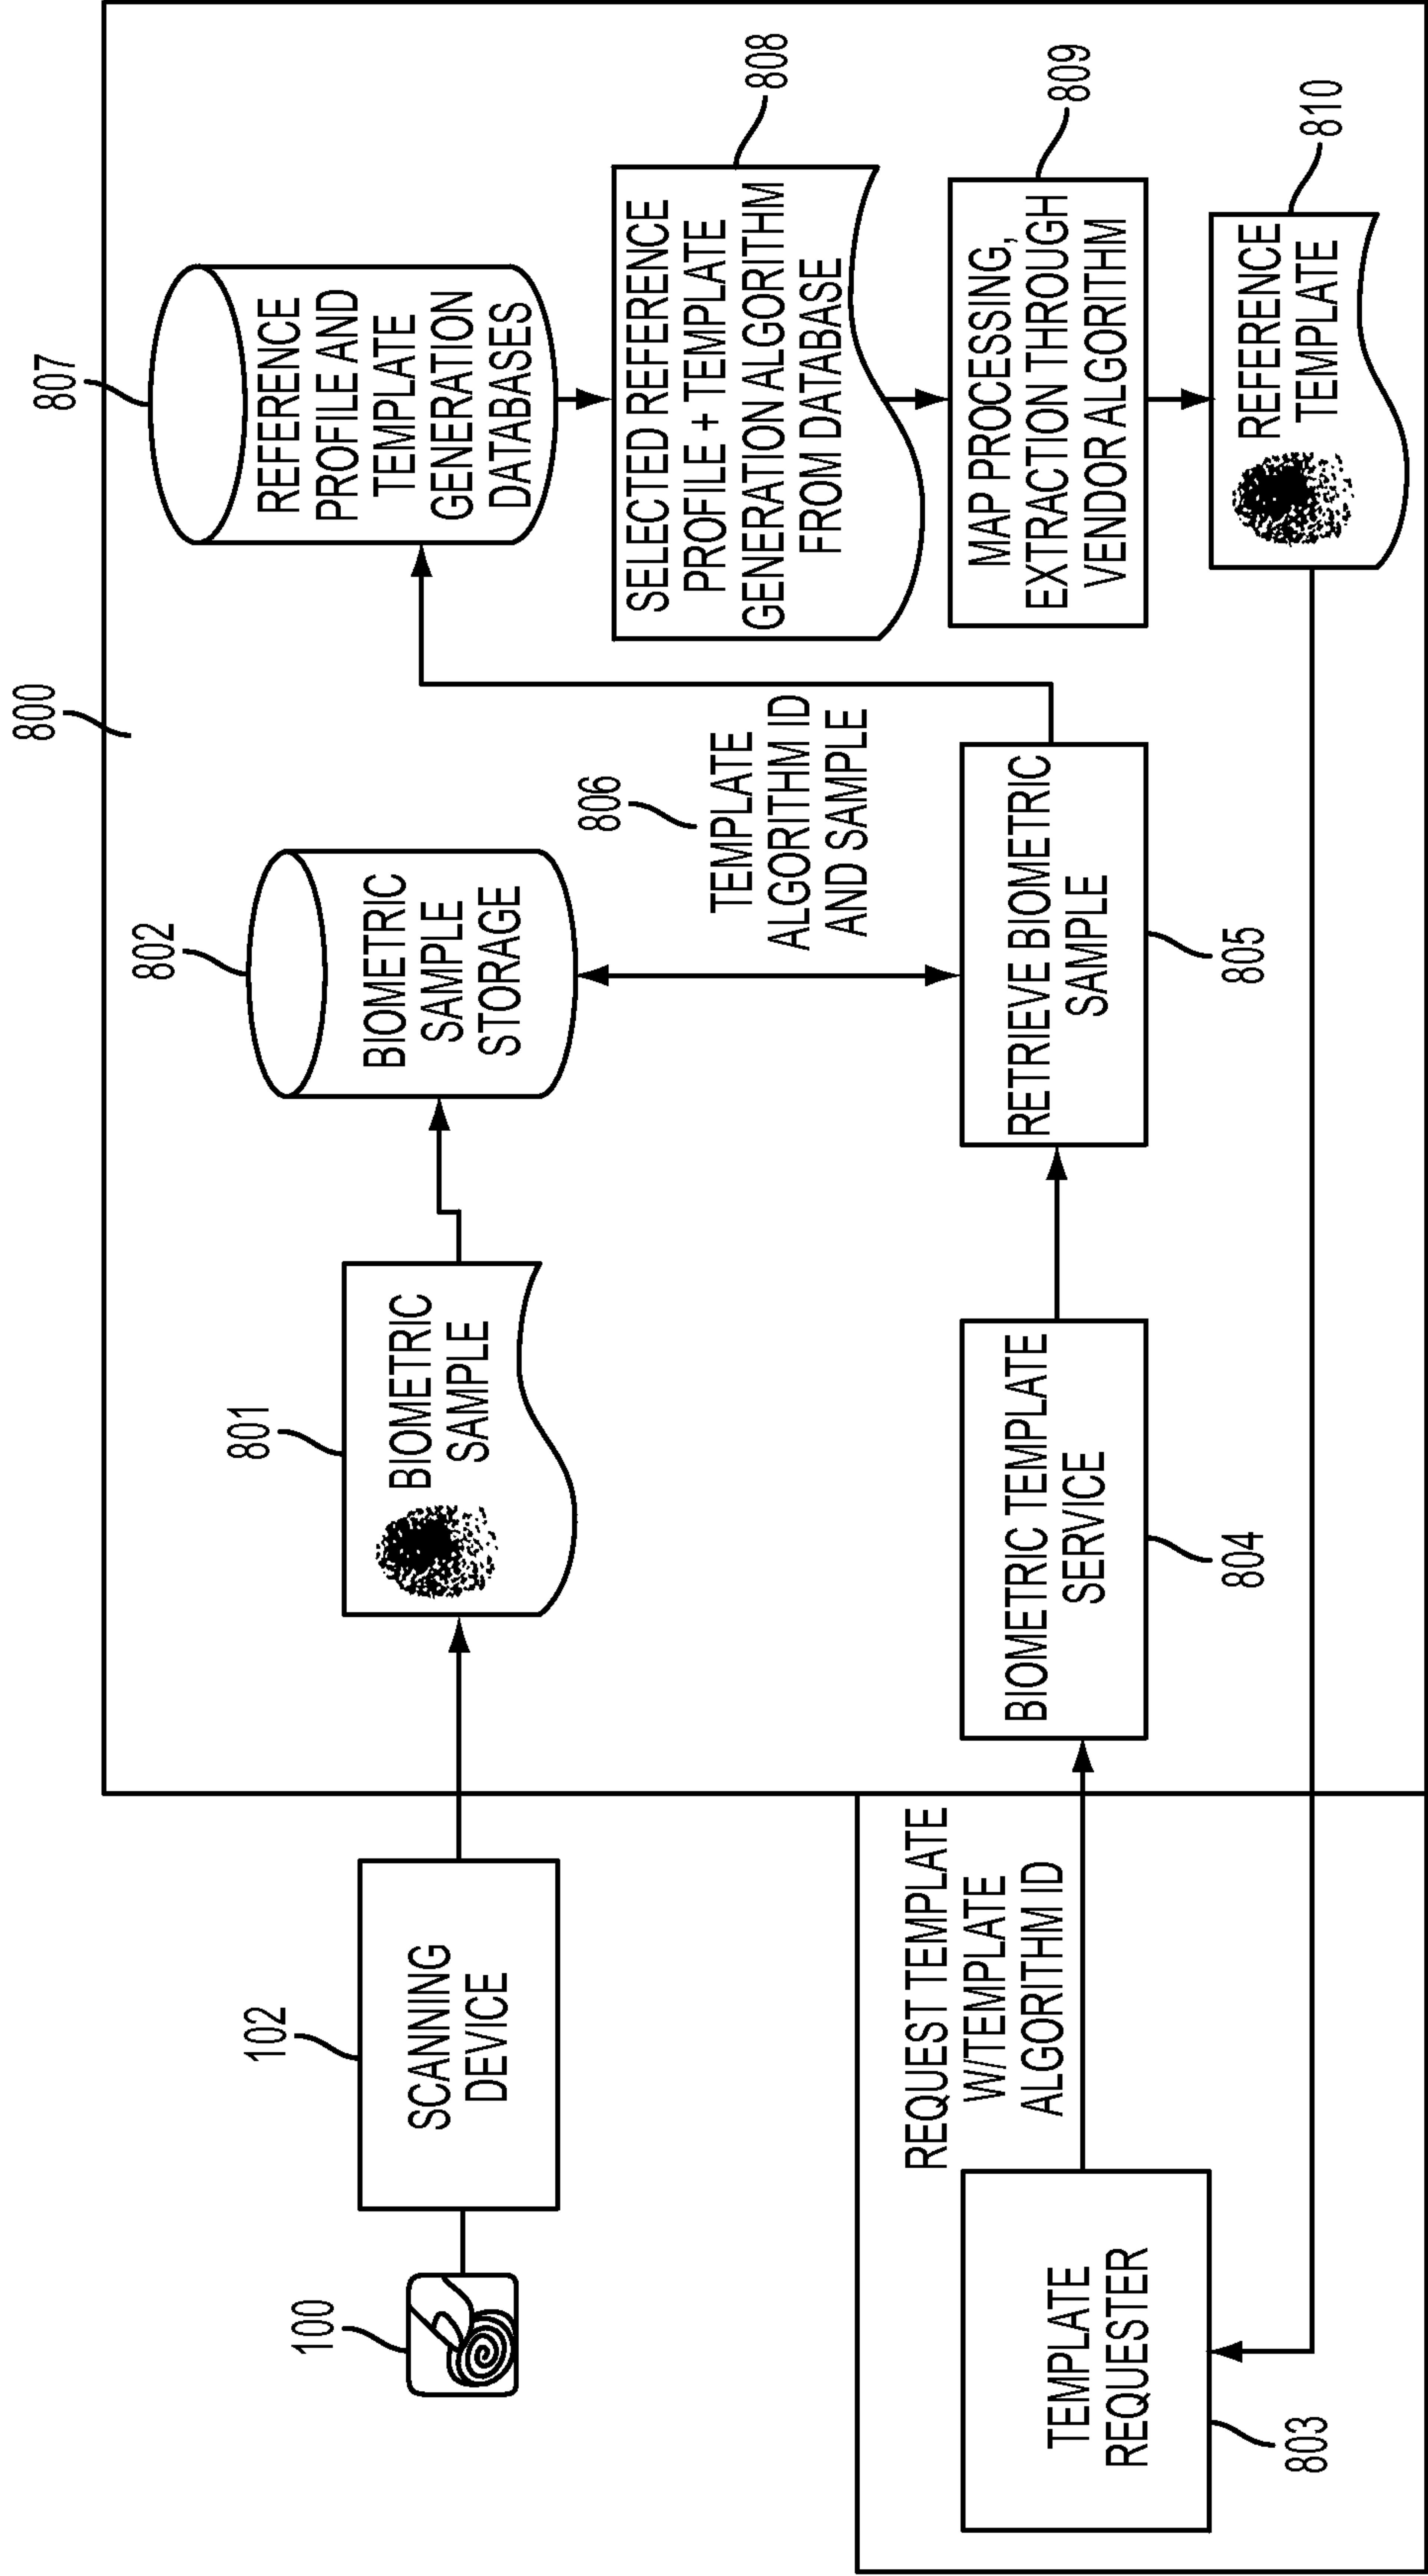 800
100
102
SCANNING
DEVICE
801
BIOMETRIC
SAMPLE
802
BIOMETRIC
SAMPLE
STORAGE
807
REFERENCE
PROFILE AND
TEMPLATE
GENERATION
DATABASES
806
TEMPLATE
ALGORITHM ID
AND SAMPLE
808
SELECTED REFERENCE
PROFILE + TEMPLATE
GENERATION ALGORITHM
FROM DATABASE
809
MAP PROCESSING,
EXTRACTION THROUGH
VENDOR ALGORITHM
810
REFERENCE
TEMPLATE
803
TEMPLATE
REQUESTER
REQUEST TEMPLATE
W/TEMPLATE
ALGORITHM ID
804
BIOMETRIC TEMPLATE
SERVICE
805
RETRIEVE BIOMETRIC
SAMPLE